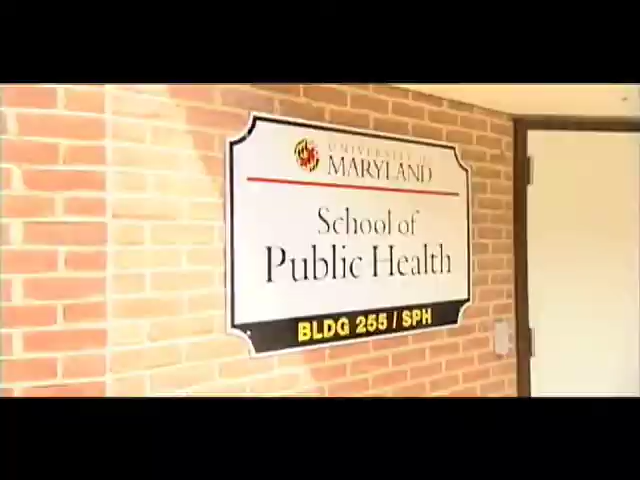 UNIVERSITY OF
MARYLAND
School of
Public Health
BLDG 255 / SPH